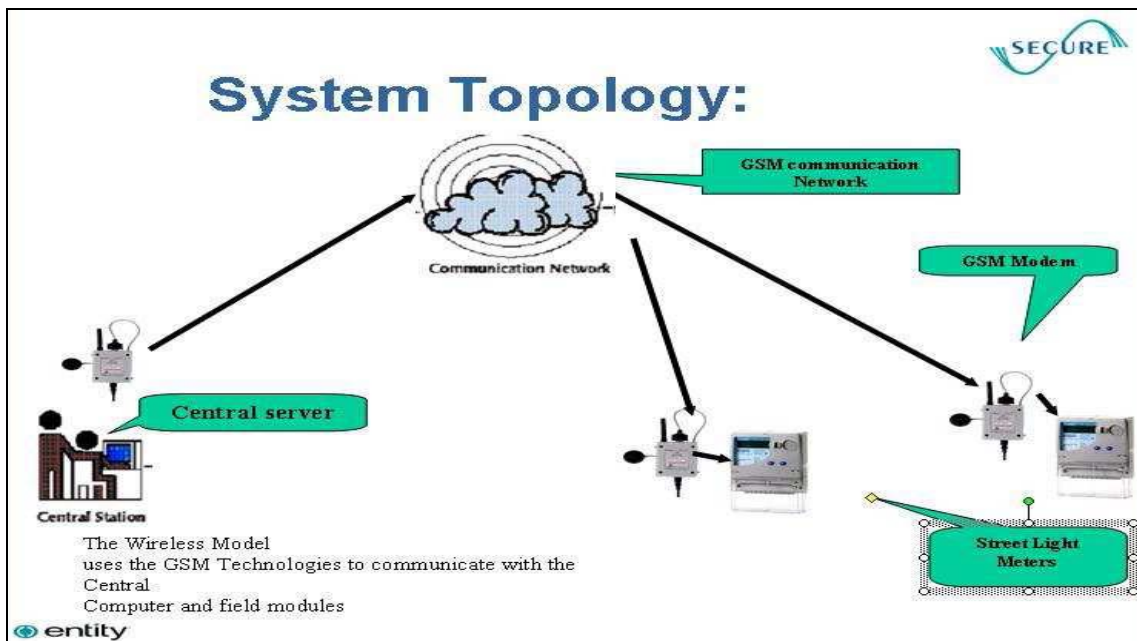 SECURE
System Topology:
GSM communication
Network
Communication Network
GSM Modem
Central server
Central Station
Street Light
Meters
The Wireless Model
uses the GSM Technologies to communicate with the
Central
Computer and field modules
entity